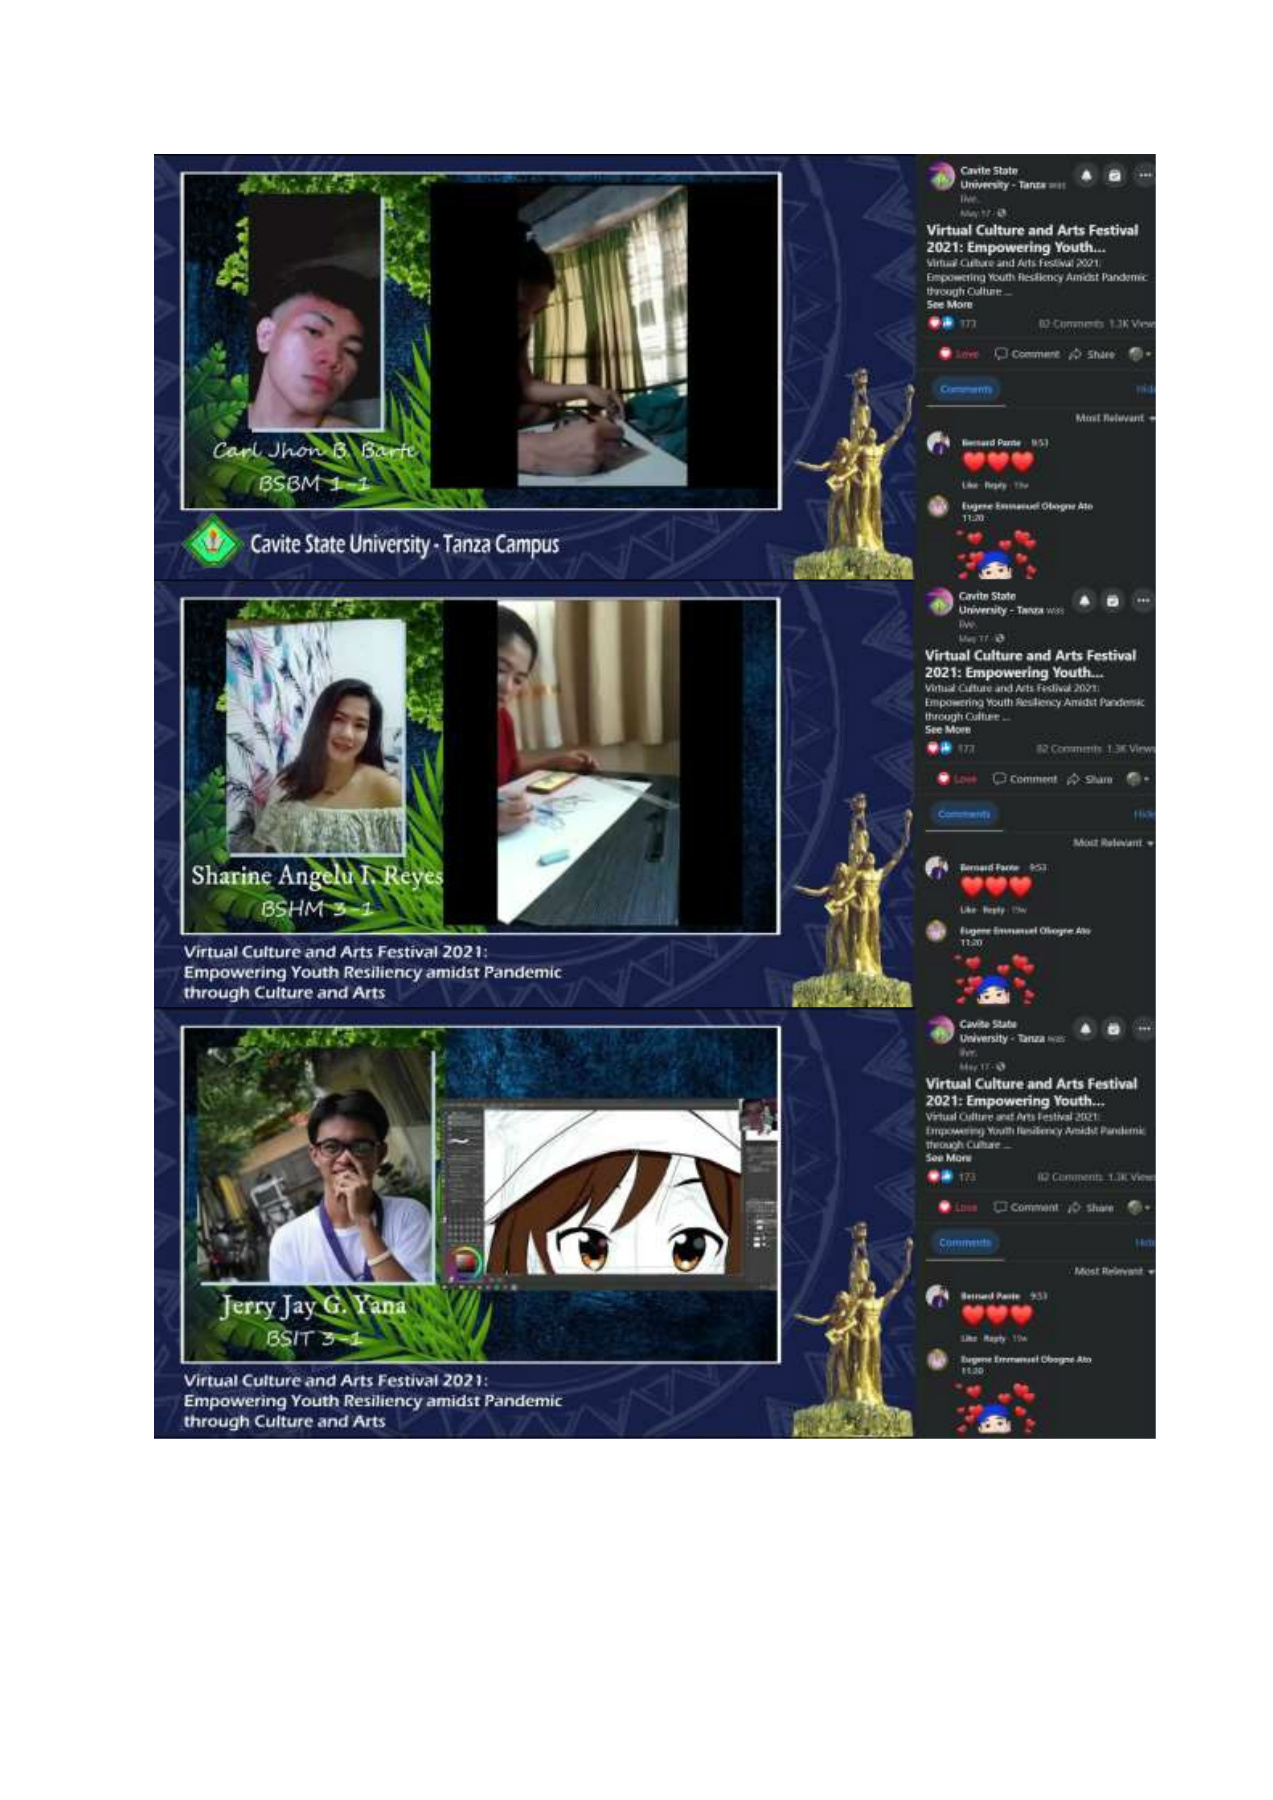 Carl Jhon B. Barte
BSBM 1-1
Cavite State University - Tanza Campus
Cavite State
University - Tanza was
live.
May 17
Virtual Culture and Arts Festival
2021: Empowering Youth...
Virtual Culture and Arts Festival 2021:
Empowering Youth Resiliency Amidst Pandemic
through Culture ...
See More
173 82 Comments 1.3K Views
Love Comment Share
Comments Hide
Most Relevant
Bernard Pante 9:53
Like Reply 19w
Eugene Emmanuel Obogne Ato
11:20
Sharine Angelu I. Reyes
BSHM 3-1
Virtual Culture and Arts Festival 2021:
Empowering Youth Resiliency amidst Pandemic
through Culture and Arts
Cavite State
University - Tanza was
live.
May 17
Virtual Culture and Arts Festival
2021: Empowering Youth...
Virtual Culture and Arts Festival 2021:
Empowering Youth Resiliency Amidst Pandemic
through Culture ...
See More
173 82 Comments 1.3K Views
Love Comment Share
Comments Hide
Most Relevant
Bernard Pante 9:53
Like Reply 19w
Eugene Emmanuel Obogne Ato
11:20
Jerry Jay G. Yana
BSIT 3-1
Virtual Culture and Arts Festival 2021:
Empowering Youth Resiliency amidst Pandemic
through Culture and Arts
Cavite State
University - Tanza was
live.
May 17
Virtual Culture and Arts Festival
2021: Empowering Youth...
Virtual Culture and Arts Festival 2021:
Empowering Youth Resiliency Amidst Pandemic
through Culture ...
See More
173 82 Comments 1.3K Views
Love Comment Share
Comments Hide
Most Relevant
Bernard Pante 9:53
Like Reply 19w
Eugene Emmanuel Obogne Ato
11:20